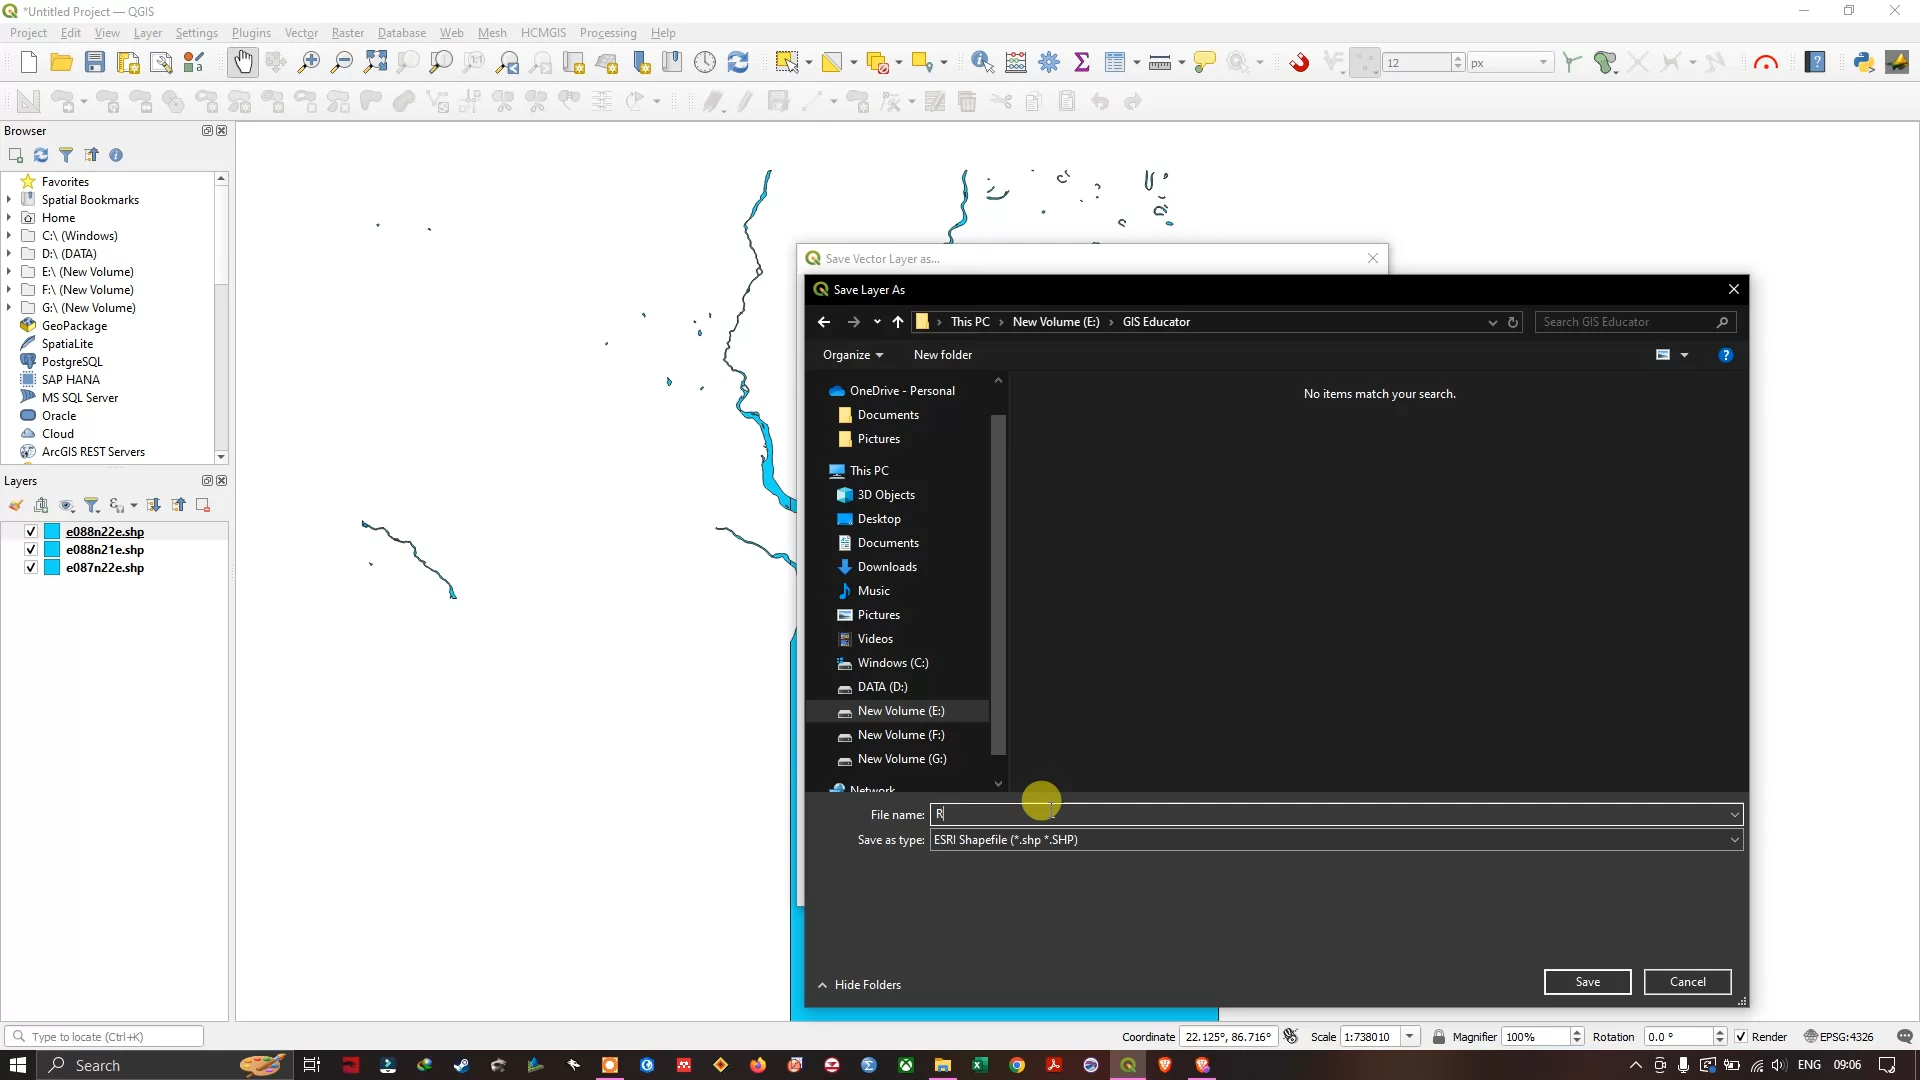 *Untitled Project — QGIS
Project Edit View Layer Settings Plugins Vector Raster Database Web Mesh HCMGIS Processing Help
12 px
Browser
Favorites
Spatial Bookmarks
Home
C:\ (Windows)
D:\ (DATA)
E:\ (New Volume)
F:\ (New Volume)
G:\ (New Volume)
GeoPackage
SpatiaLite
PostgreSQL
SAP HANA
MS SQL Server
Oracle
Cloud
ArcGIS REST Servers
Layers
e088n22e.shp
e088n21e.shp
e087n22e.shp
Save Vector Layer as...
Save Layer As
This PC › New Volume (E:) › GIS Educator
Search GIS Educator
Organize New folder
OneDrive - Personal
Documents
Pictures
This PC
3D Objects
Desktop
Documents
Downloads
Music
Pictures
Videos
Windows (C:)
DATA (D:)
New Volume (E:)
New Volume (F:)
New Volume (G:)
Network
No items match your search.
File name: R
Save as type: ESRI Shapefile (*.shp *.SHP)
Hide Folders
Save
Cancel
Type to locate (Ctrl+K)
Coordinate 22.125°, 86.716° Scale 1:738010 Magnifier 100% Rotation 0.0 ° Render EPSG:4326
Search
ENG 09:06